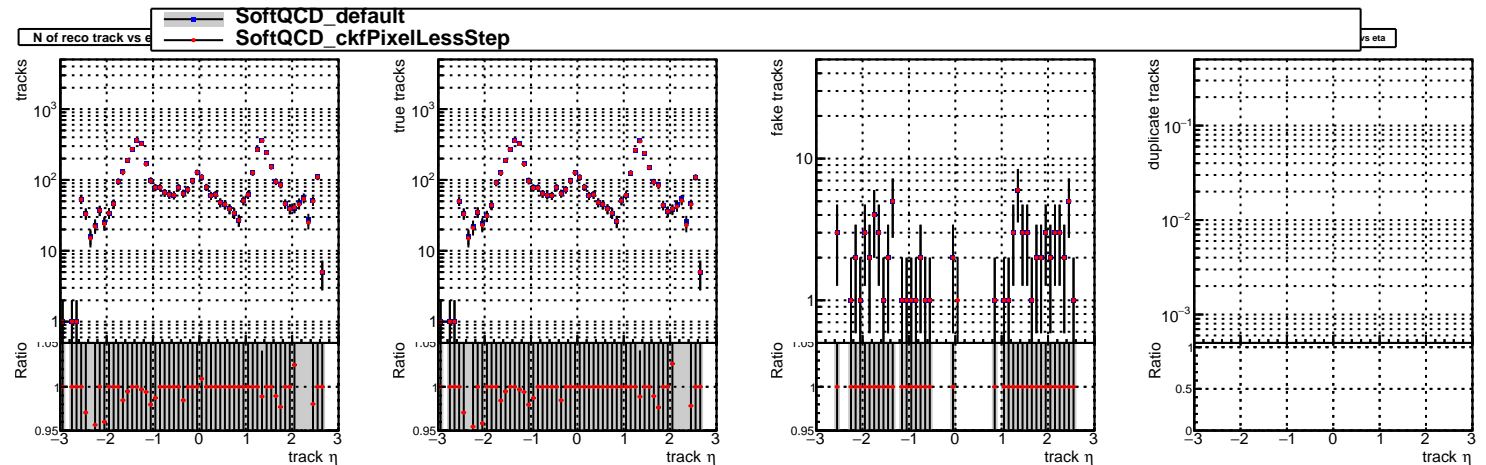 SoftQCD_default
SoftQCD_ckfPixelLessStep
N of reco track vs e
vs eta
tracks
10³
10²
10
1
Ratio
1.05
1
0.95
−3 −2 −1 0 1 2 3
track η
true tracks
10³
10²
10
1
Ratio
1.05
1
0.95
−3 −2 −1 0 1 2 3
track η
fake tracks
10
1
Ratio
1.05
1
0.95
−3 −2 −1 0 1 2 3
track η
duplicate tracks
10⁻¹
10⁻²
10⁻³
Ratio
1
0.5
0
−3 −2 −1 0 1 2 3
track η